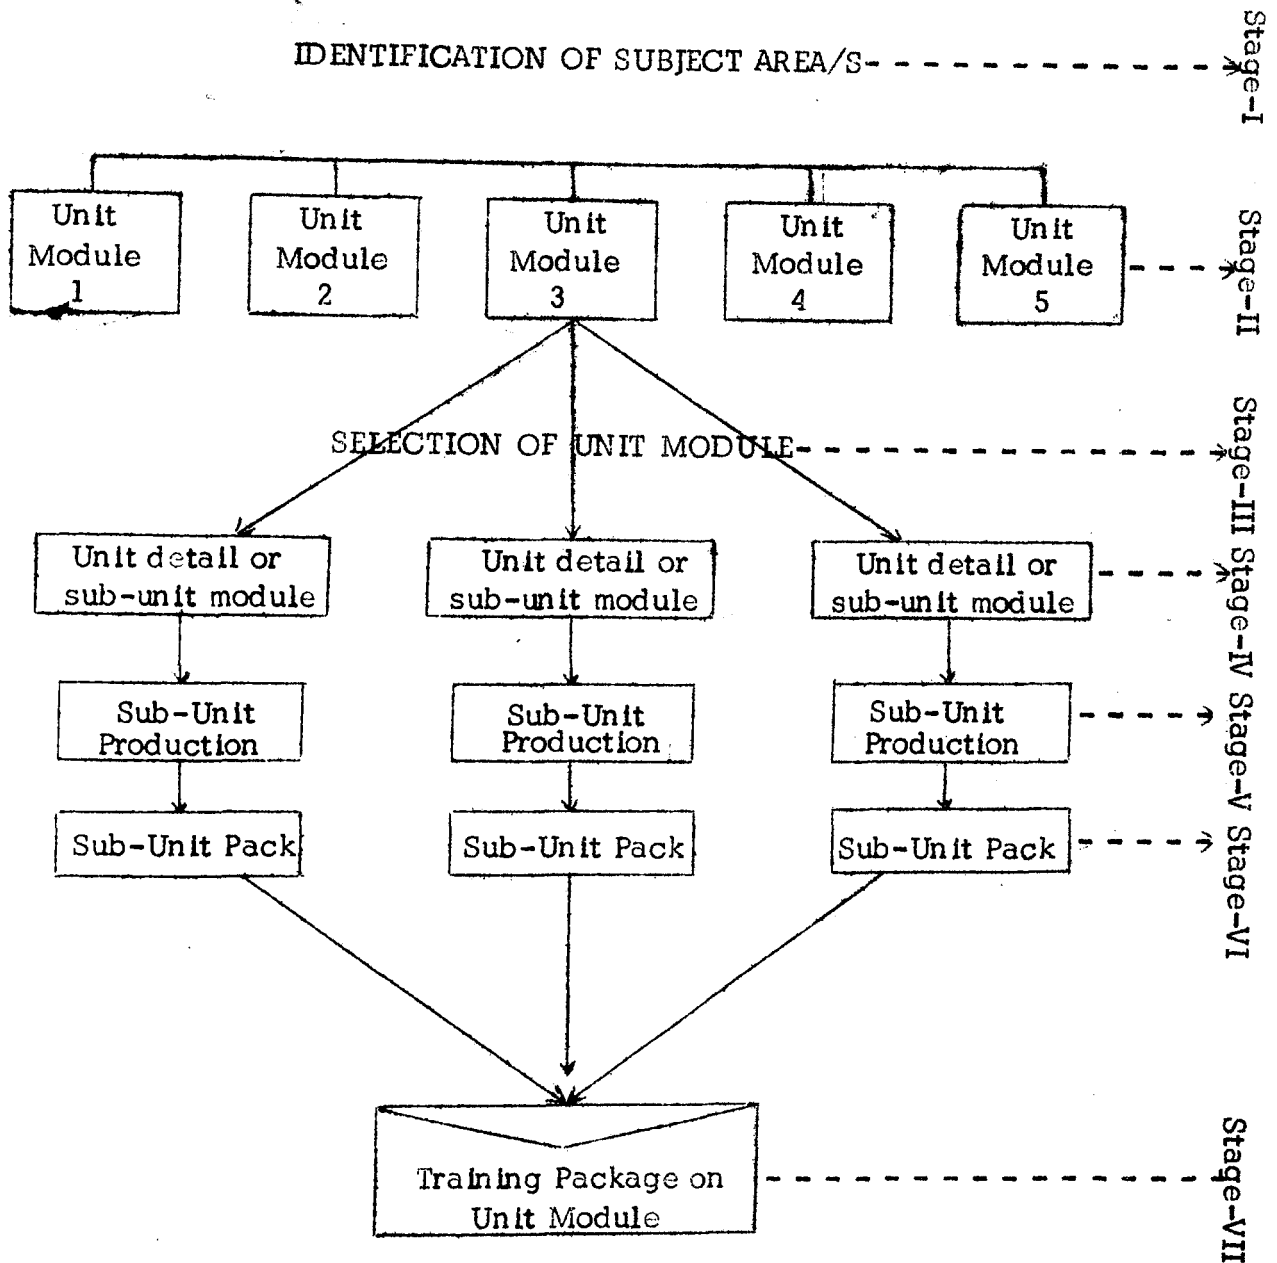 IDENTIFICATION OF SUBJECT AREA/S
Stage-I
Unit
Module
1
Unit
Module
2
Unit
Module
3
Unit
Module
4
Unit
Module
5
Stage-II
SELECTION OF UNIT MODULE
Stage-III
Unit detail or
sub-unit module
Unit detail or
sub-unit module
Unit detail or
sub-unit module
Stage-IV
Sub-Unit
Production
Sub-Unit
Production
Sub-Unit
Production
Stage-V
Sub-Unit Pack
Sub-Unit Pack
Sub-Unit Pack
Stage-VI
Training Package on
Unit Module
Stage-VII